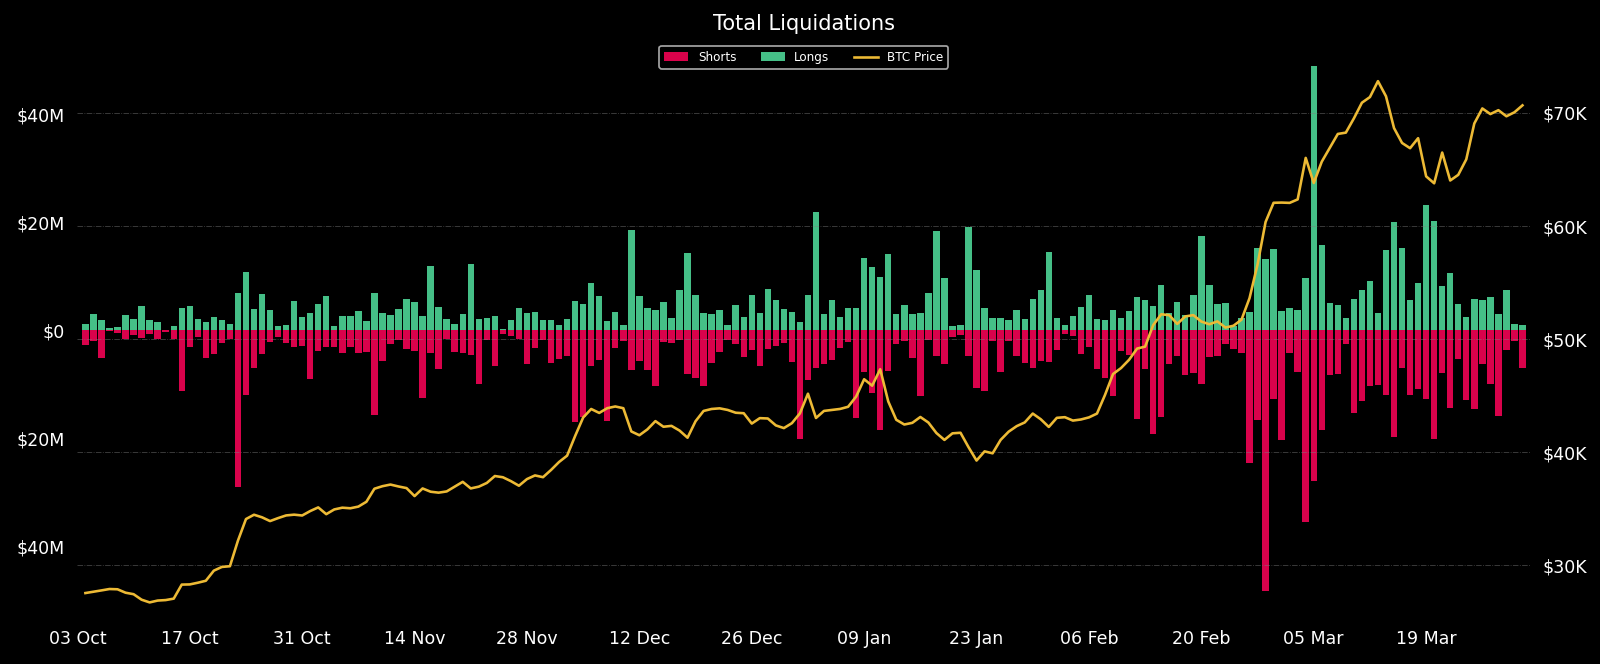 Total Liquidations
Shorts Longs BTC Price
$40M
$20M
$0
$20M
$40M
$70K
$60K
$50K
$40K
$30K
03 Oct 17 Oct 31 Oct 14 Nov 28 Nov 12 Dec 26 Dec 09 Jan 23 Jan 06 Feb 20 Feb 05 Mar 19 Mar